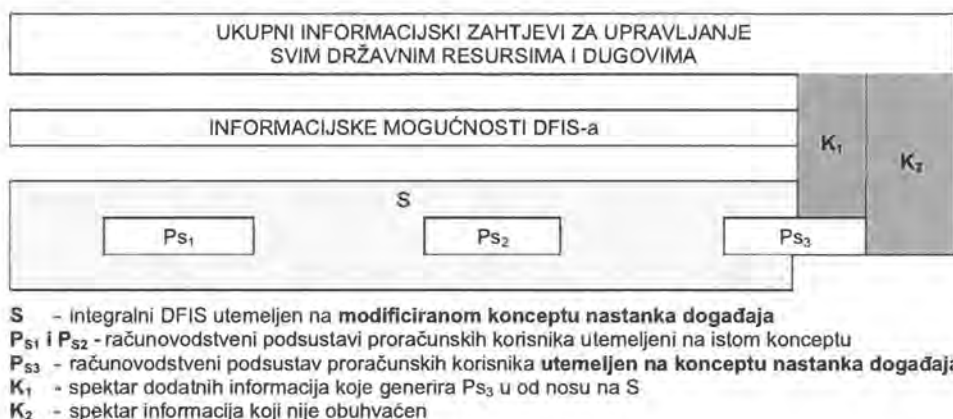 UKUPNI INFORMACIJSKI ZAHTJEVI ZA UPRAVLJANJE
SVIM DRŽAVNIM RESURSIMA I DUGOVIMA
INFORMACIJSKE MOGUĆNOSTI DFIS-a
K₁
K₂
S
Ps₁
Ps₂
Ps₃
S - integralni DFIS utemeljen na modificiranom konceptu nastanka događaja
Ps₁ i Ps₂ - računovodstveni podsustavi proračunskih korisnika utemeljeni na istom konceptu
Ps₃ - računovodstveni podsustav proračunskih korisnika utemeljen na konceptu nastanka događaja
K₁ - spektar dodatnih informacija koje generira Ps₃ u od nosu na S
K₂ - spektar informacija koji nije obuhvaćen